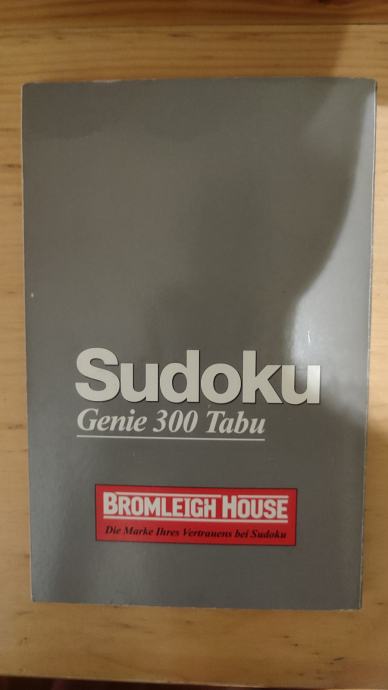 Sudoku
Genie 300 Tabu
BROMLEIGH HOUSE
Die Marke Ihres Vertrauens bei Sudoku